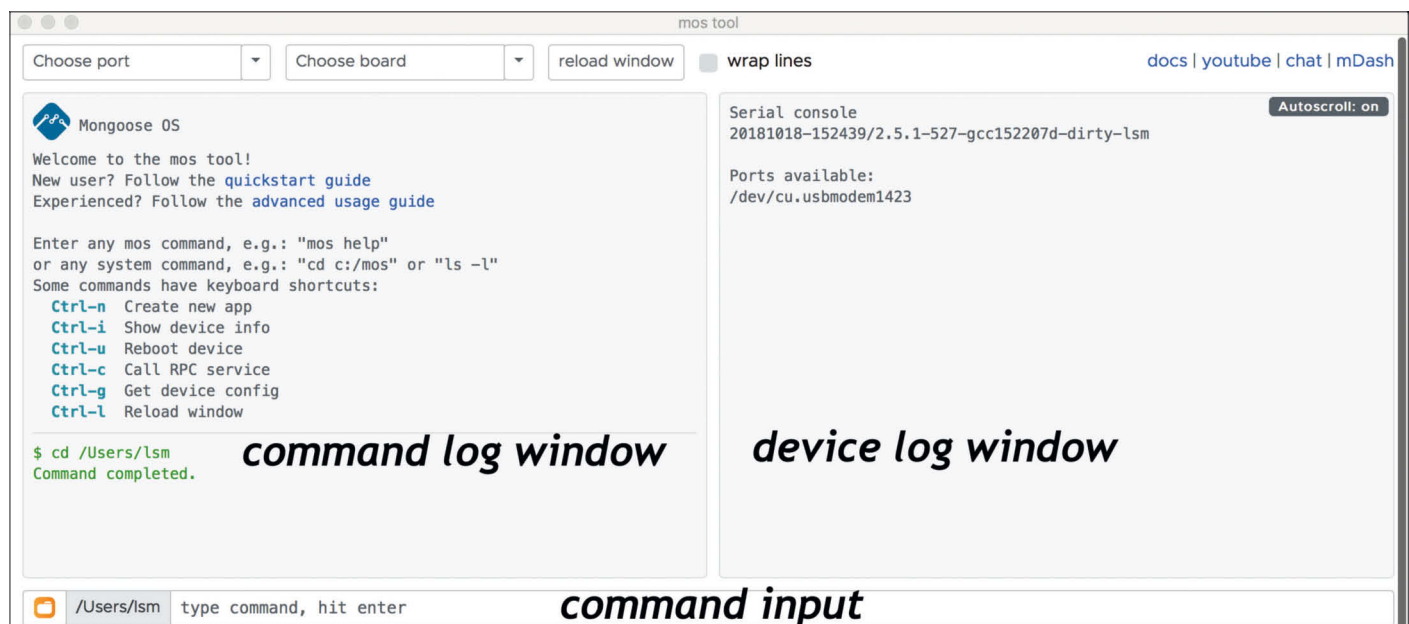 mos tool
Choose port
Choose board
reload window
wrap lines
docs | youtube | chat | mDash
Mongoose OS
Welcome to the mos tool!
New user? Follow the quickstart guide
Experienced? Follow the advanced usage guide
Enter any mos command, e.g.: "mos help"
or any system command, e.g.: "cd c:/mos" or "ls -l"
Some commands have keyboard shortcuts:
Ctrl-n Create new app
Ctrl-i Show device info
Ctrl-u Reboot device
Ctrl-c Call RPC service
Ctrl-g Get device config
Ctrl-l Reload window
$ cd /Users/lsm
Command completed.
command log window
Serial console
Autoscroll: on
20181018-152439/2.5.1-527-gcc152207d-dirty-lsm
Ports available:
/dev/cu.usbmodem1423
device log window
/Users/lsm
type command, hit enter
command input